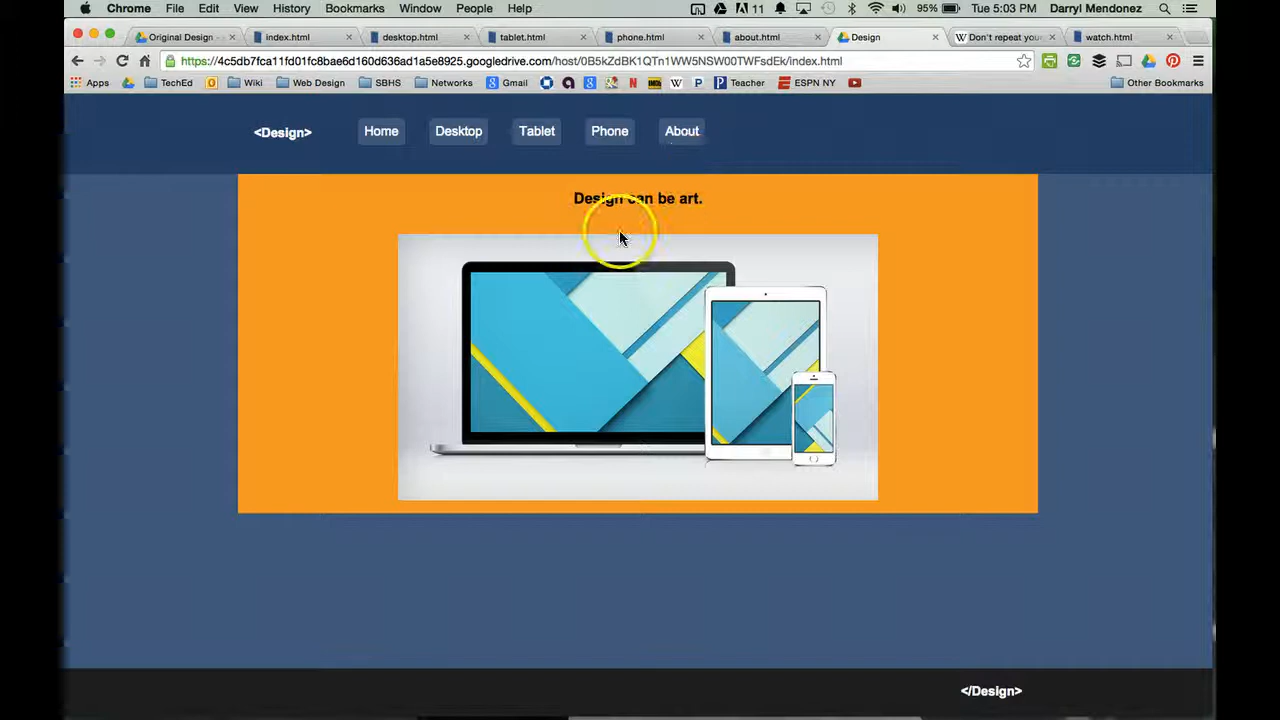 Chrome File Edit View History Bookmarks Window People Help 11 95% Tue 5:03 PM Darryl Mendonez
Original Design - index.html desktop.html tablet.html phone.html about.html Design Don't repeat your watch.html
https://4c5db7fca11fd01fc8bae6d160d636ad1a5e8925.googledrive.com/host/0B5kZdBK1QTn1WW5NSW00TWFsdEk/index.html
Apps TechEd Wiki Web Design SBHS Networks Gmail Teacher ESPN NY Other Bookmarks
<Design> Home Desktop Tablet Phone About
Design can be art.
</Design>